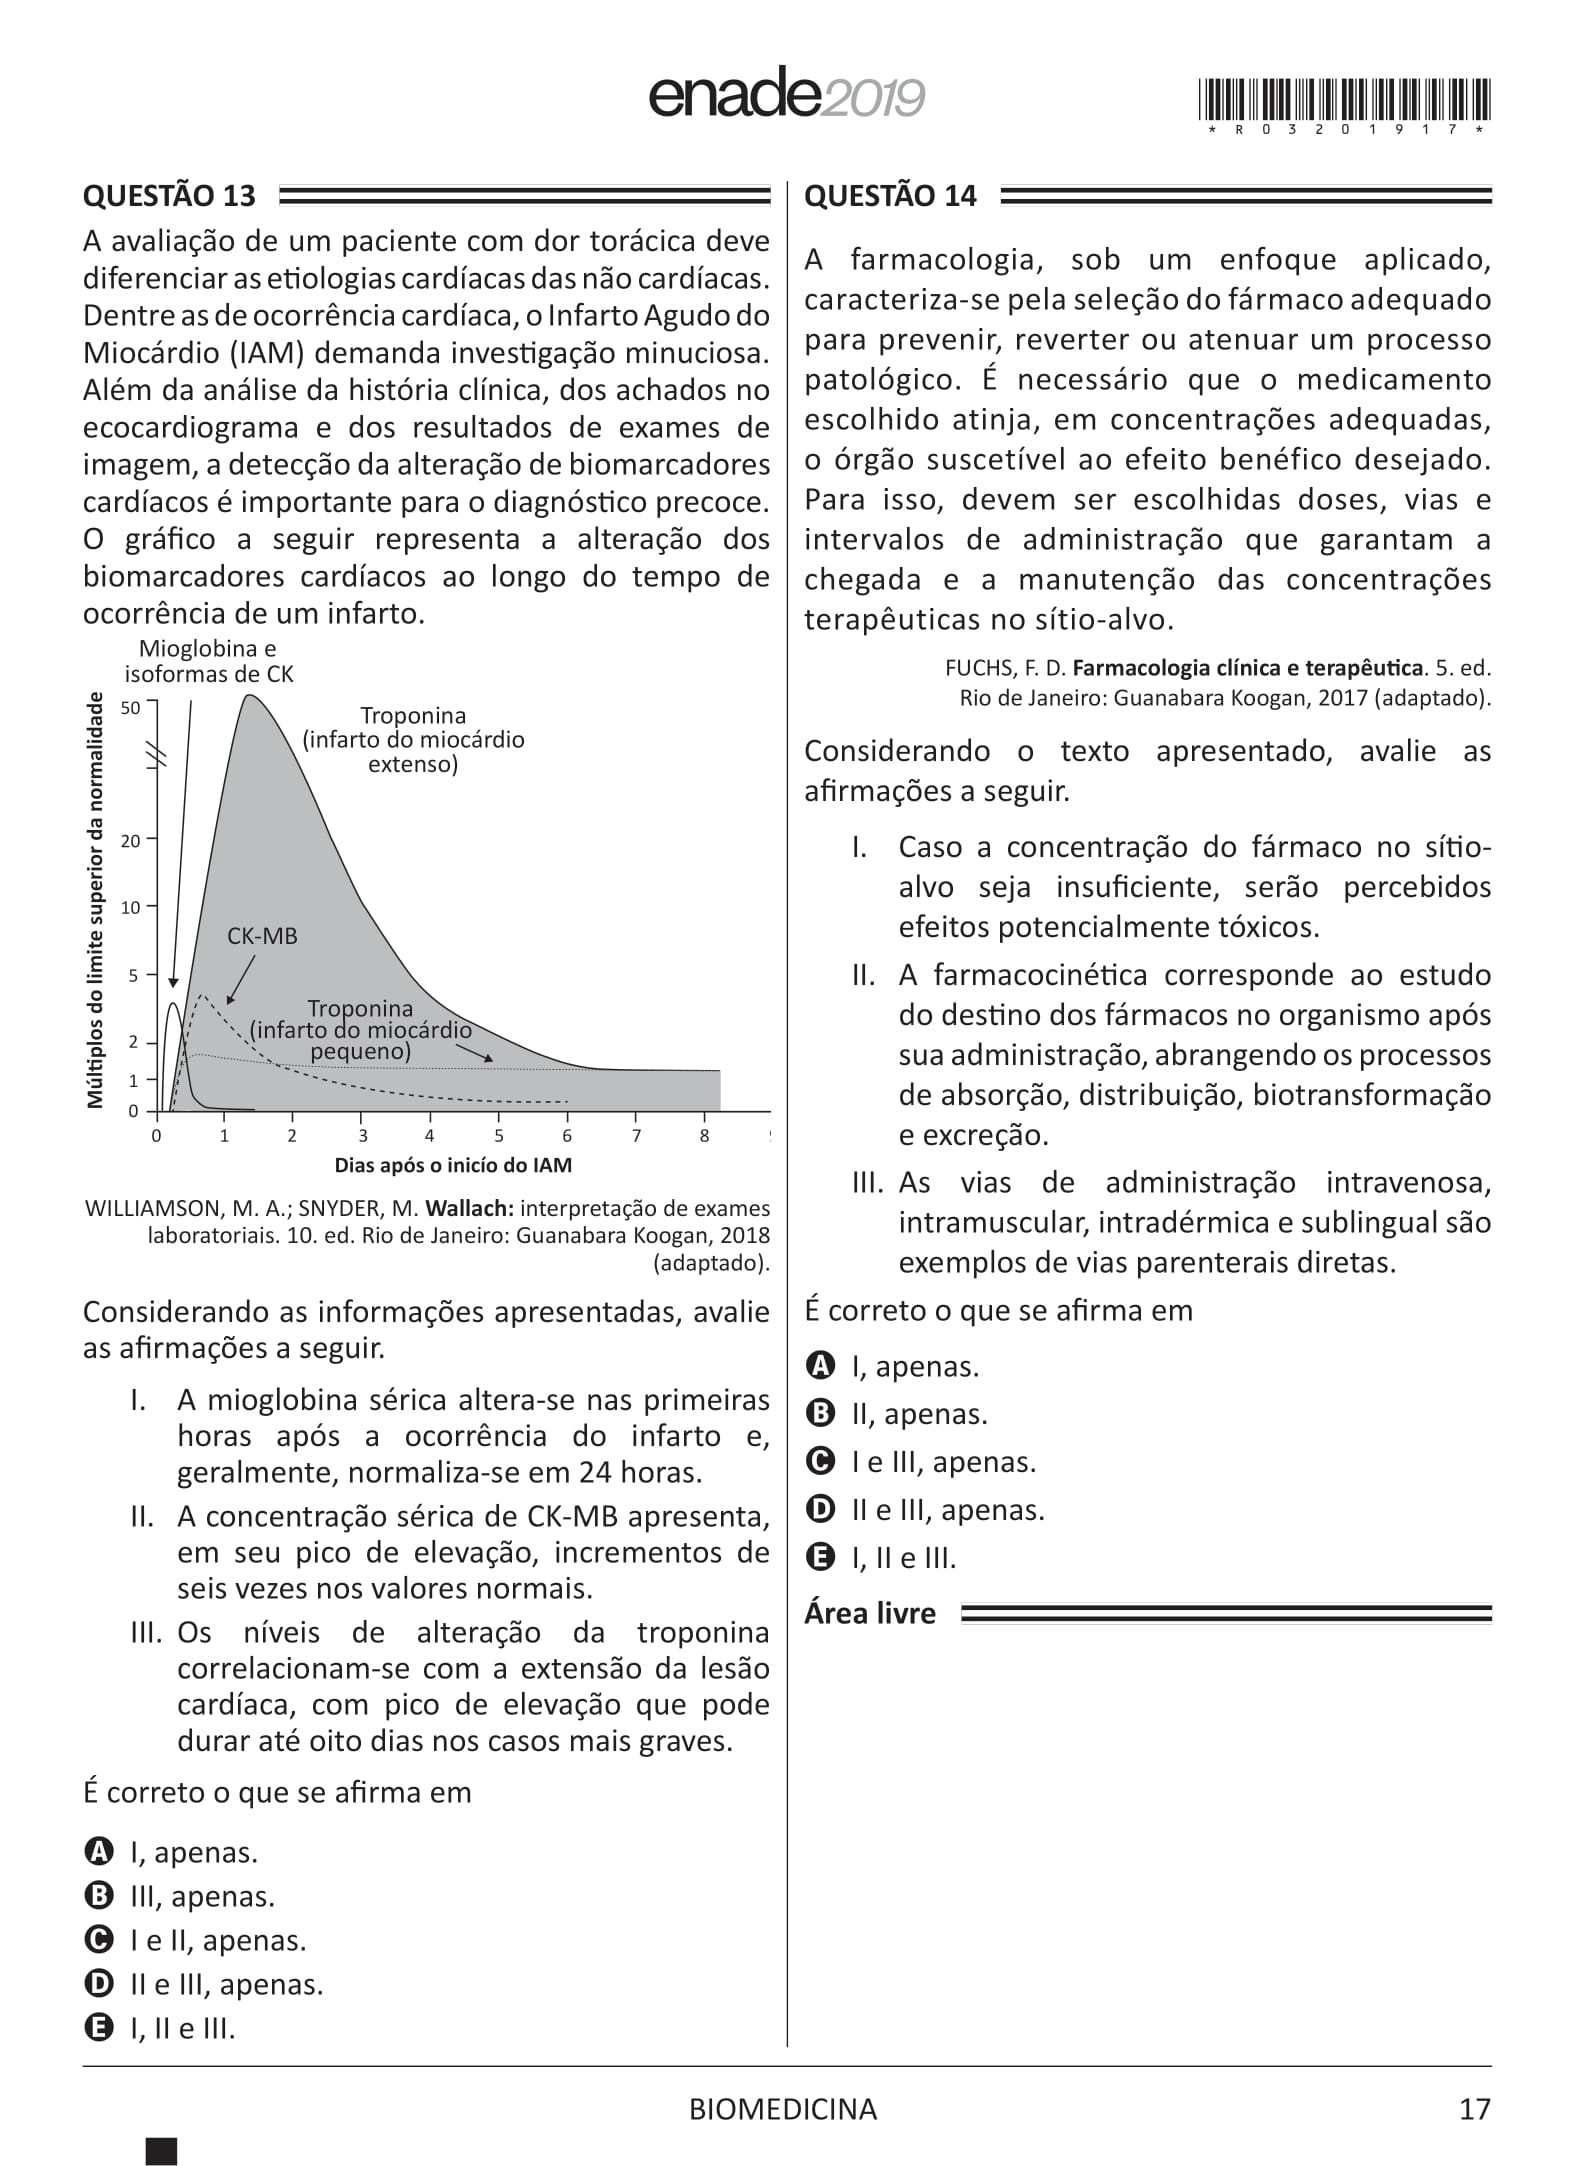 enade2019
*R03201917*
QUESTÃO 13
A avaliação de um paciente com dor torácica deve
diferenciar as etiologias cardíacas das não cardíacas.
Dentre as de ocorrência cardíaca, o Infarto Agudo do
Miocárdio (IAM) demanda investigação minuciosa.
Além da análise da história clínica, dos achados no
ecocardiograma e dos resultados de exames de
imagem, a detecção da alteração de biomarcadores
cardíacos é importante para o diagnóstico precoce.
O gráfico a seguir representa a alteração dos
biomarcadores cardíacos ao longo do tempo de
ocorrência de um infarto.
Mioglobina e
isoformas de CK
Múltiplos do limite superior da normalidade
50
20
10
5
2
1
0
Troponina
(infarto do miocárdio
extenso)
CK-MB
Troponina
(infarto do miocárdio
pequeno)
0 1 2 3 4 5 6 7 8
Dias após o inicío do IAM
WILLIAMSON, M. A.; SNYDER, M. Wallach: interpretação de exames
laboratoriais. 10. ed. Rio de Janeiro: Guanabara Koogan, 2018
(adaptado).
Considerando as informações apresentadas, avalie
as afirmações a seguir.
I. A mioglobina sérica altera-se nas primeiras
horas após a ocorrência do infarto e,
geralmente, normaliza-se em 24 horas.
II. A concentração sérica de CK-MB apresenta,
em seu pico de elevação, incrementos de
seis vezes nos valores normais.
III. Os níveis de alteração da troponina
correlacionam-se com a extensão da lesão
cardíaca, com pico de elevação que pode
durar até oito dias nos casos mais graves.
É correto o que se afirma em
A I, apenas.
B III, apenas.
C I e II, apenas.
D II e III, apenas.
E I, II e III.
QUESTÃO 14
A farmacologia, sob um enfoque aplicado,
caracteriza-se pela seleção do fármaco adequado
para prevenir, reverter ou atenuar um processo
patológico. É necessário que o medicamento
escolhido atinja, em concentrações adequadas,
o órgão suscetível ao efeito benéfico desejado.
Para isso, devem ser escolhidas doses, vias e
intervalos de administração que garantam a
chegada e a manutenção das concentrações
terapêuticas no sítio-alvo.
FUCHS, F. D. Farmacologia clínica e terapêutica. 5. ed.
Rio de Janeiro: Guanabara Koogan, 2017 (adaptado).
Considerando o texto apresentado, avalie as
afirmações a seguir.
I. Caso a concentração do fármaco no sítio-
alvo seja insuficiente, serão percebidos
efeitos potencialmente tóxicos.
II. A farmacocinética corresponde ao estudo
do destino dos fármacos no organismo após
sua administração, abrangendo os processos
de absorção, distribuição, biotransformação
e excreção.
III. As vias de administração intravenosa,
intramuscular, intradérmica e sublingual são
exemplos de vias parenterais diretas.
É correto o que se afirma em
A I, apenas.
B II, apenas.
C I e III, apenas.
D II e III, apenas.
E I, II e III.
Área livre
BIOMEDICINA
17